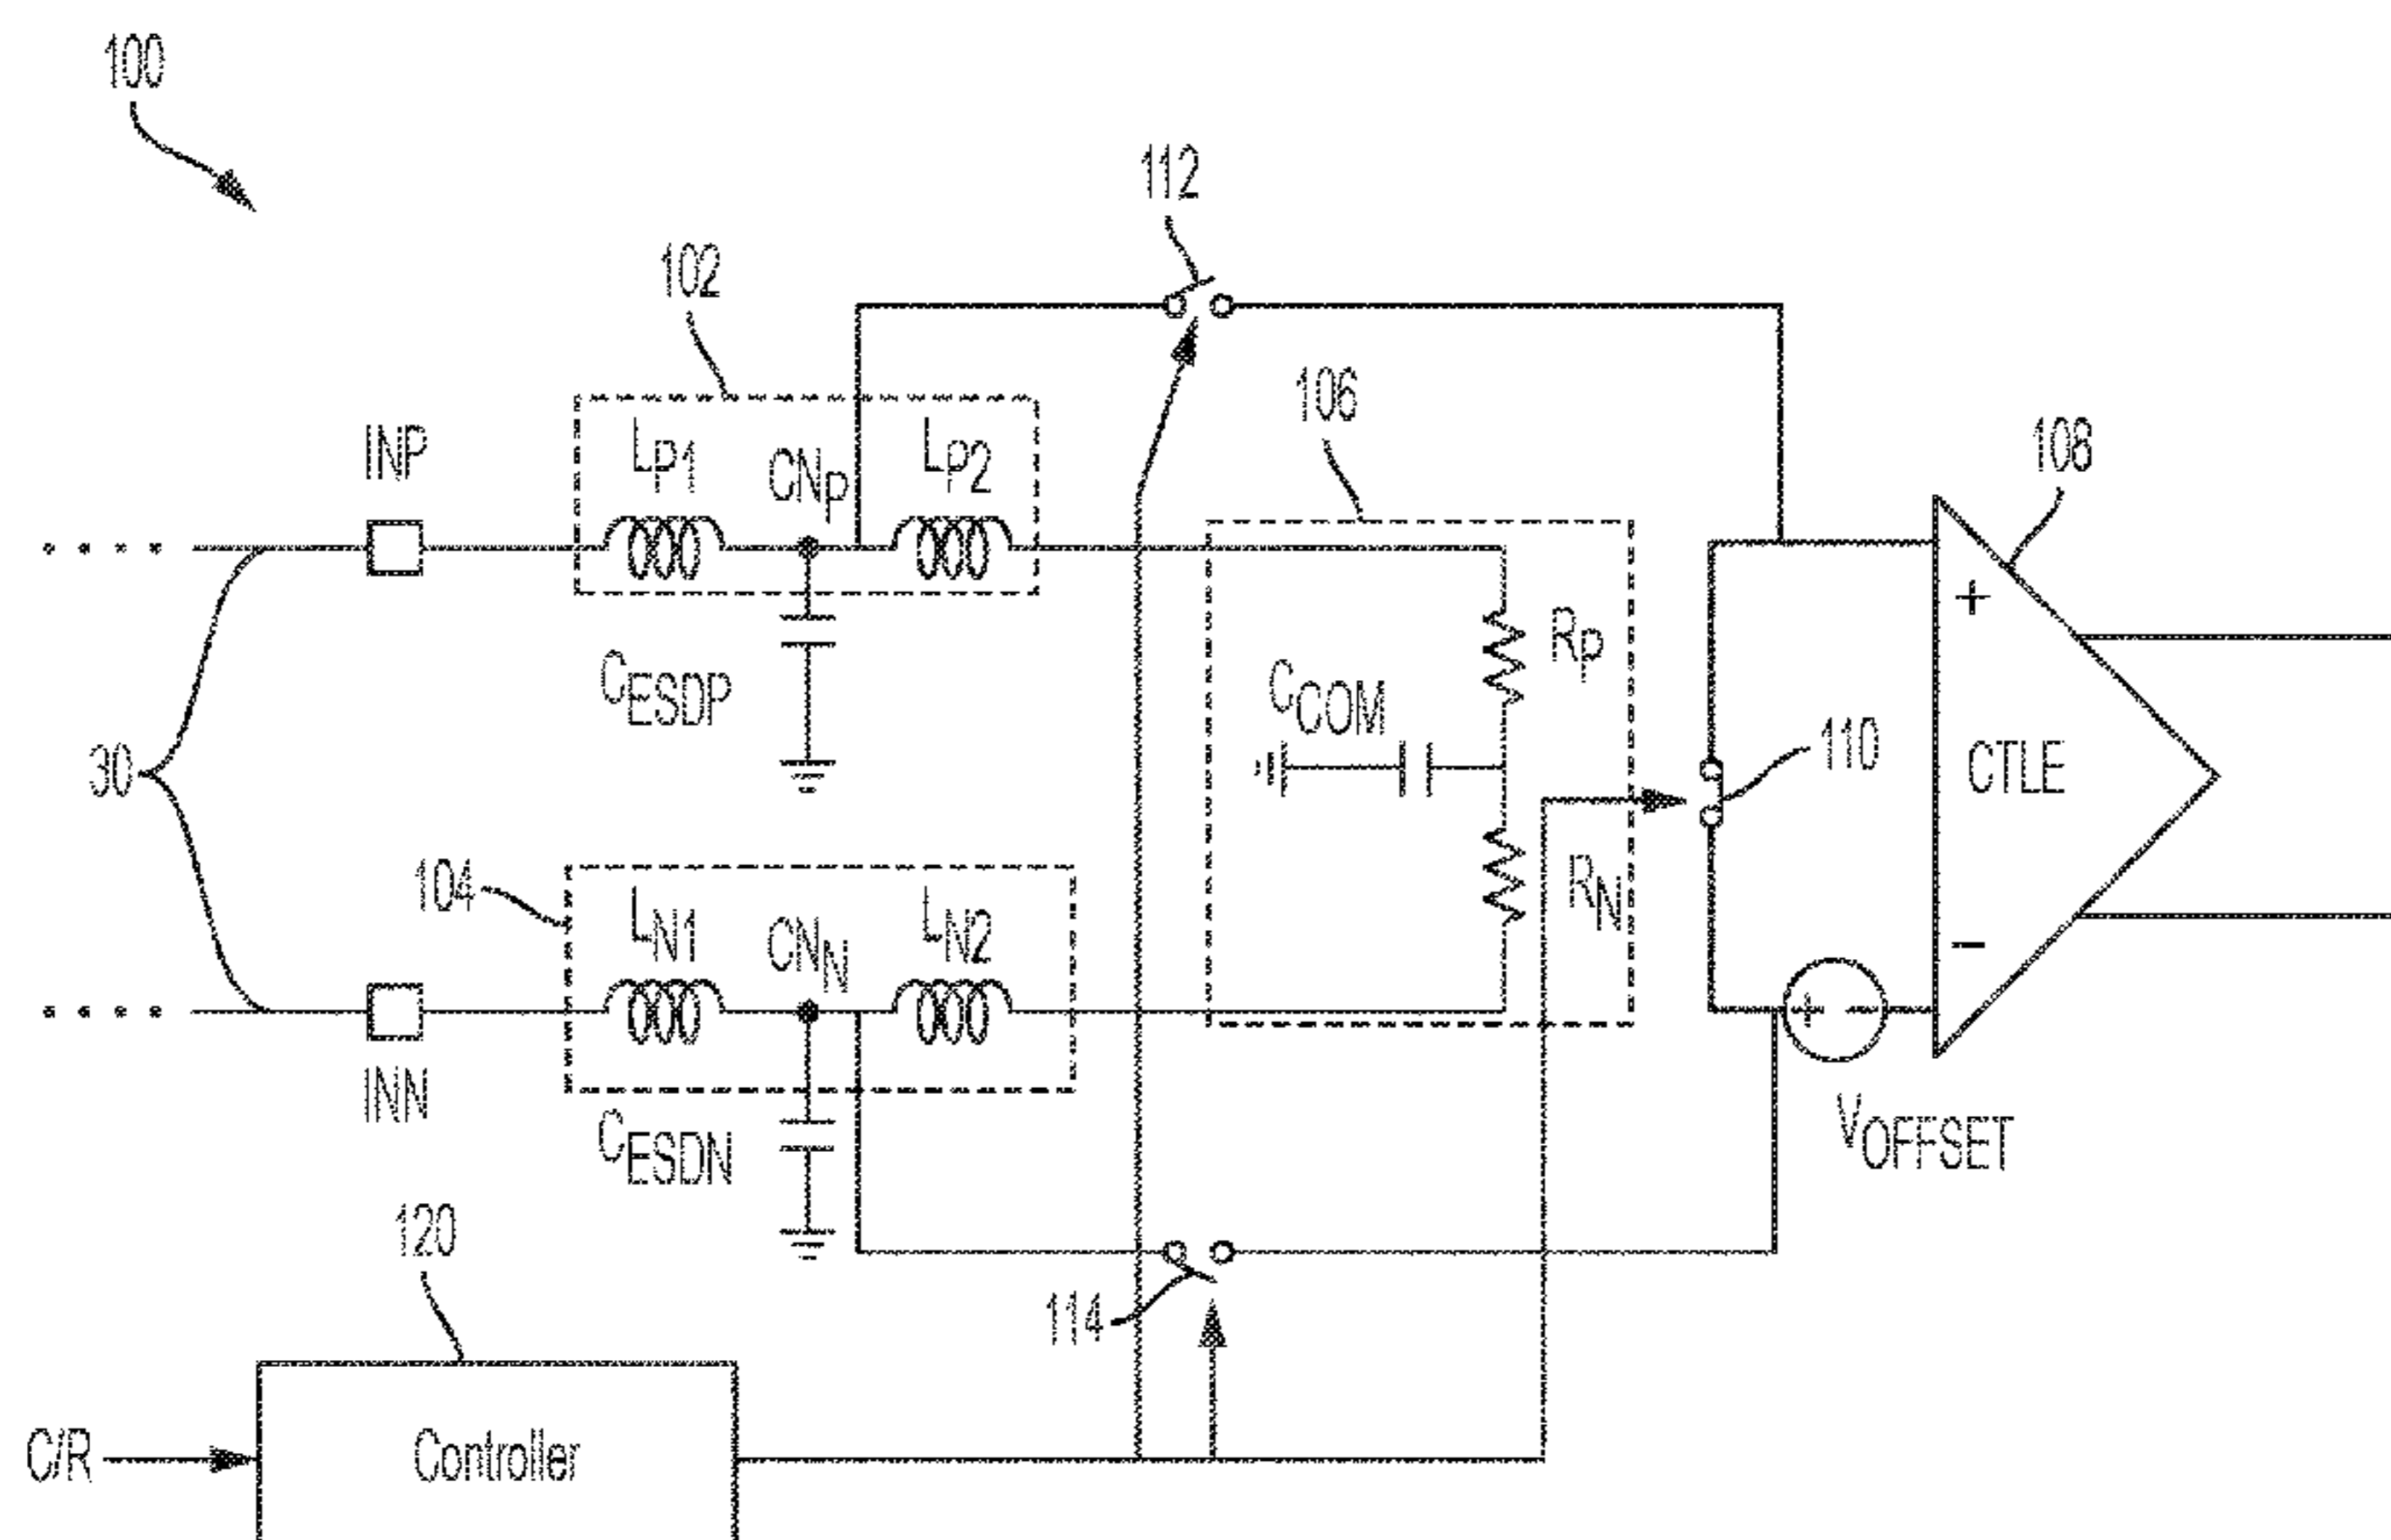 100
112
102
106
108
INP
LP1
CNP
LP2
RP
CESDP
CCOM
30
110
CTLE
+
−
104
LN1
CNN
LN2
RN
INN
CESDN
+ −
VOFFSET
120
114
C/R
Controller